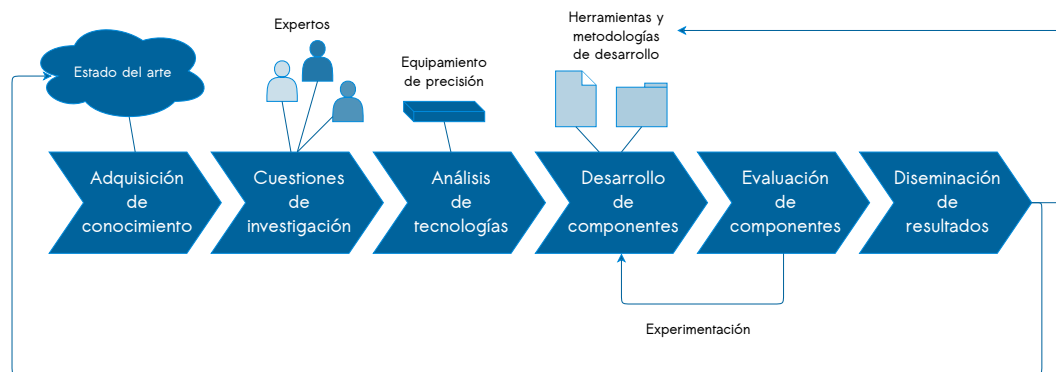 Estado del arte
Expertos
Equipamiento
de precisión
Herramientas y
metodologías
de desarrollo
Adquisición
de
conocimiento
Cuestiones
de
investigación
Análisis
de
tecnologías
Desarrollo
de
componentes
Evaluación
de
componentes
Diseminación
de
resultados
Experimentación